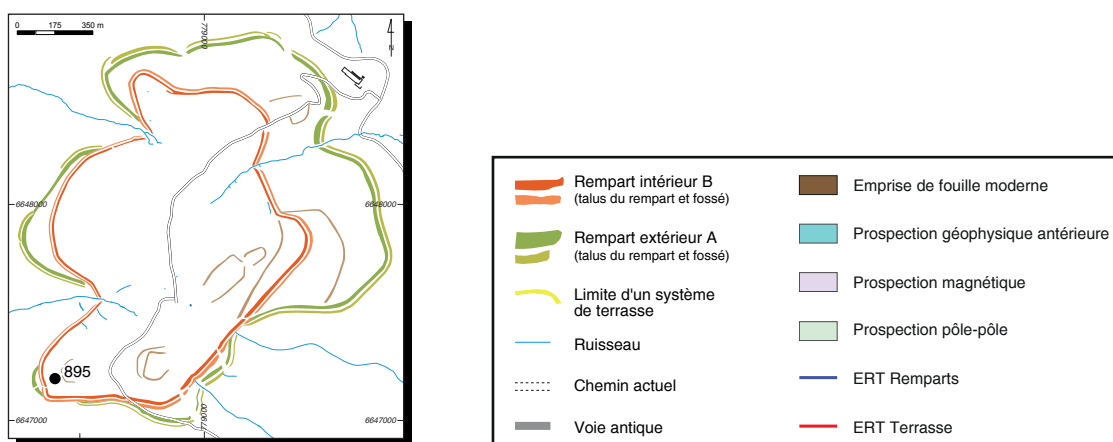 0 175 350 m
779000
N
6648000
6648000
895
6647000
6647000
779000
Rempart intérieur B
(talus du rempart et fossé)
Rempart extérieur A
(talus du rempart et fossé)
Limite d'un système
de terrasse
Ruisseau
Chemin actuel
Voie antique
Emprise de fouille moderne
Prospection géophysique antérieure
Prospection magnétique
Prospection pôle-pôle
ERT Remparts
ERT Terrasse